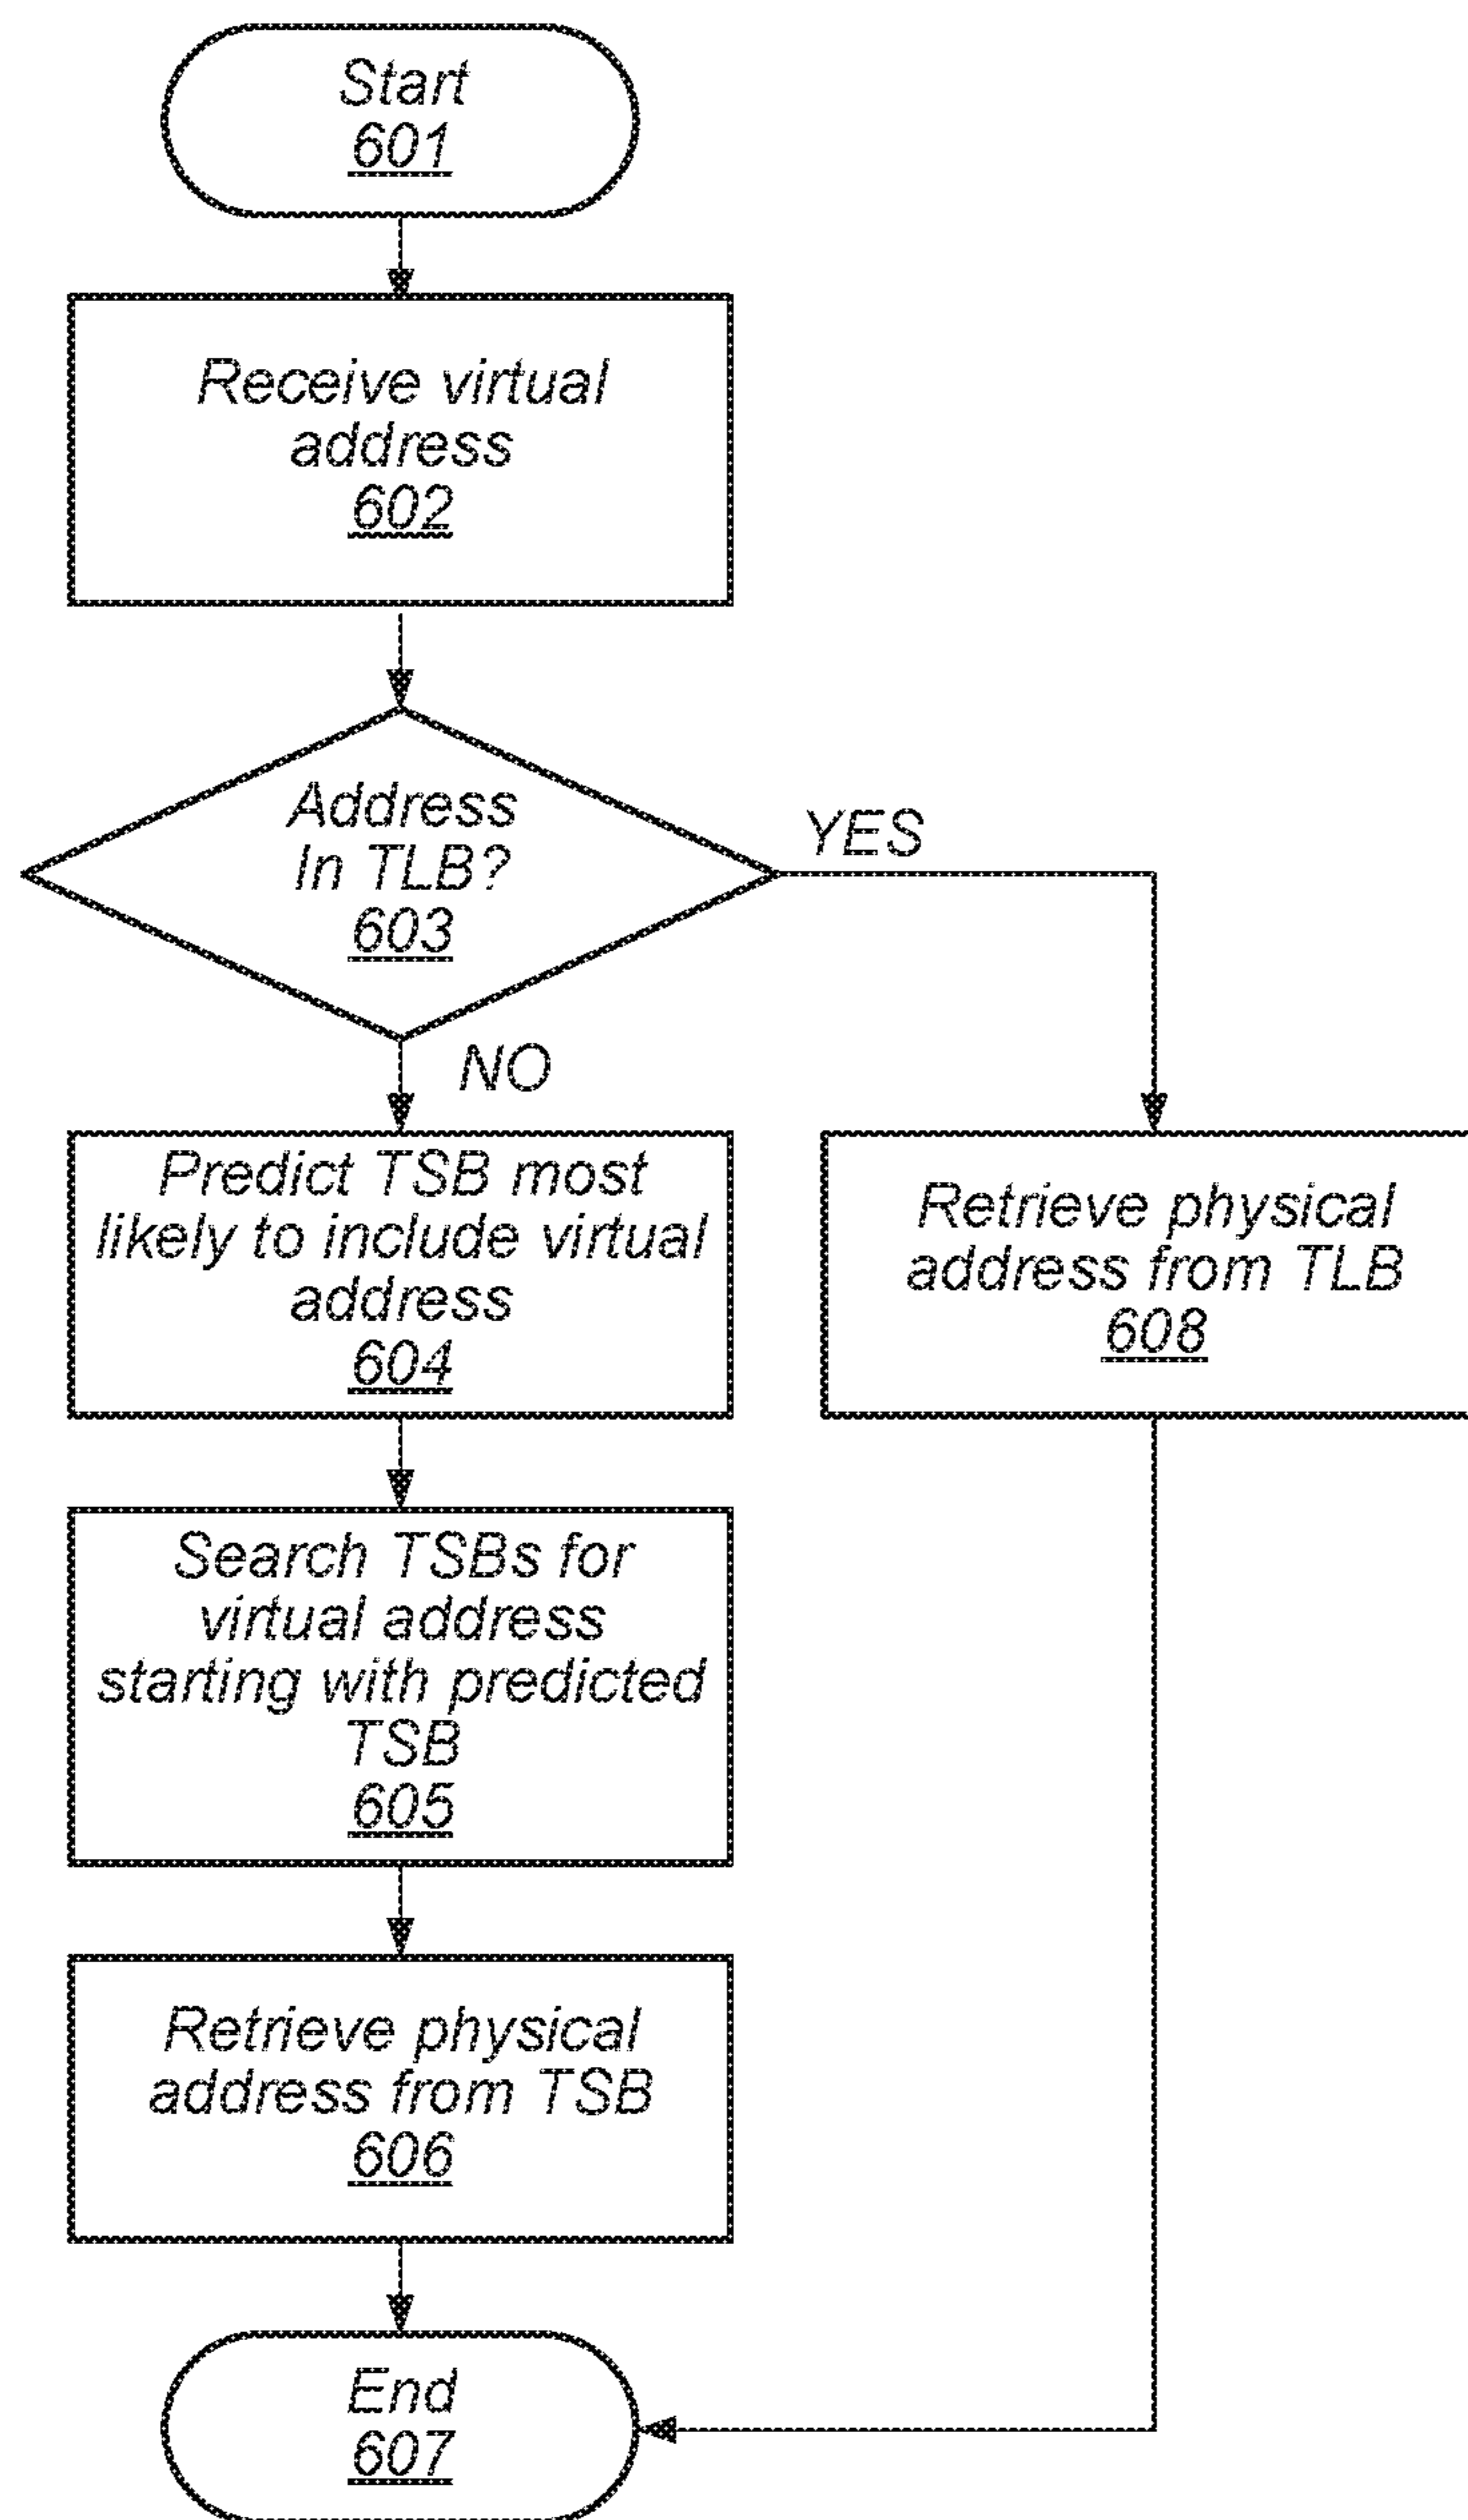 Start
601
Receive virtual
address
602
Address
In TLB?
603
YES
NO
Predict TSB most
likely to include virtual
address
604
Retrieve physical
address from TLB
608
Search TSBs for
virtual address
starting with predicted
TSB
605
Retrieve physical
address from TSB
606
End
607